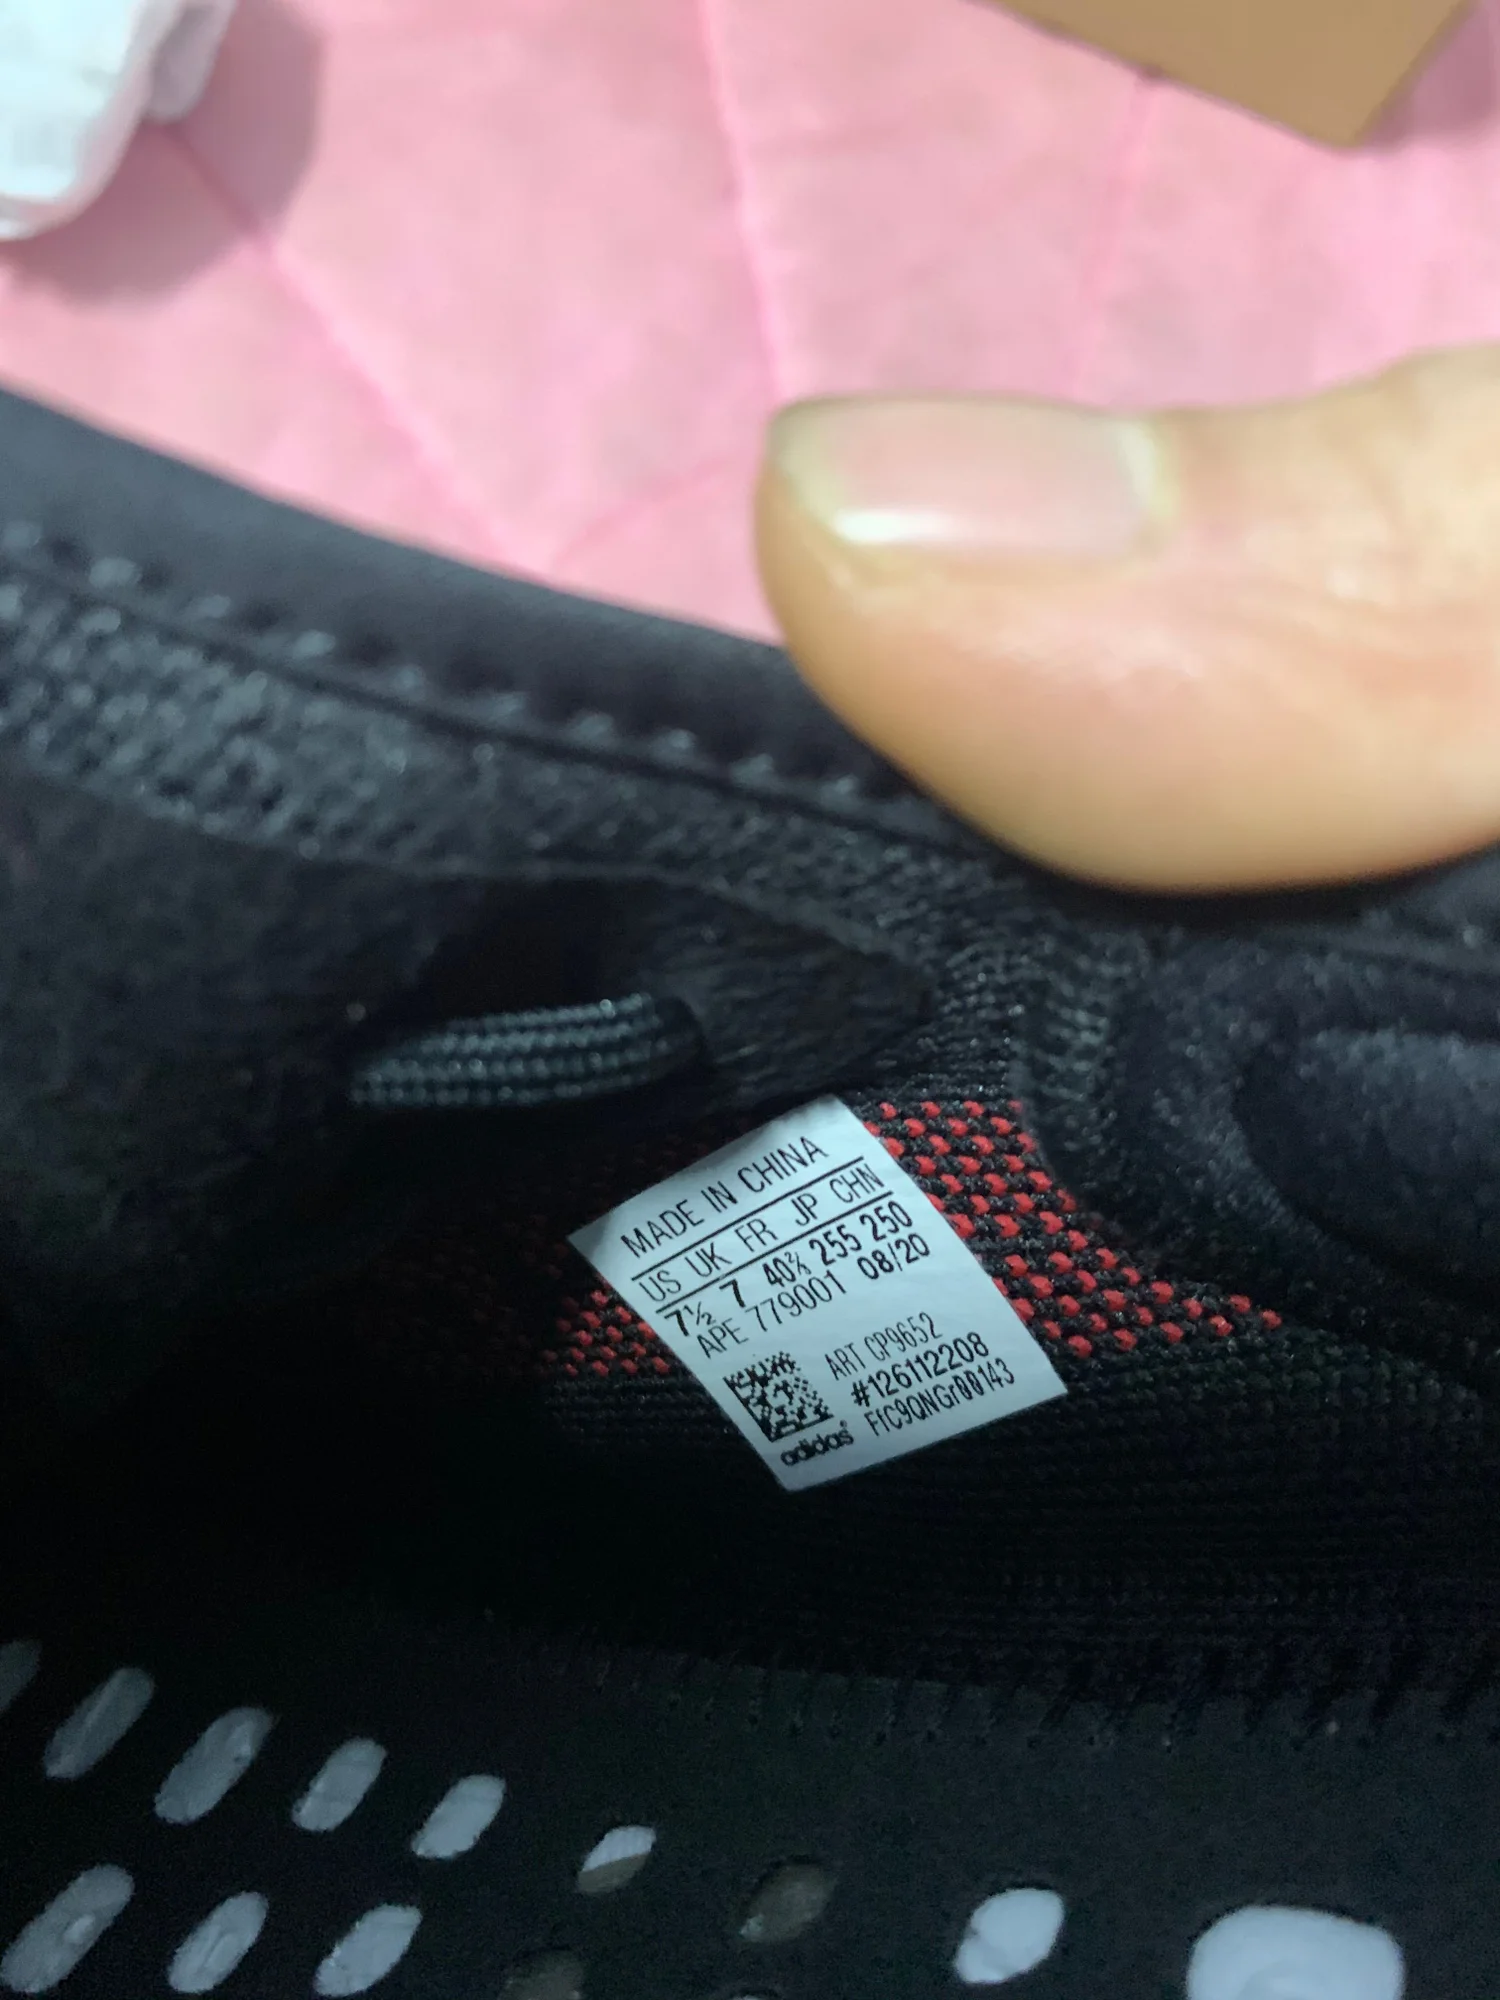 MADE IN CHINA
US UK FR JP CHN
7½ 7 40⅔ 255 250
APE 779001 08/20
ART CP9652
#126112208
FfC9QNGr00143
adidas